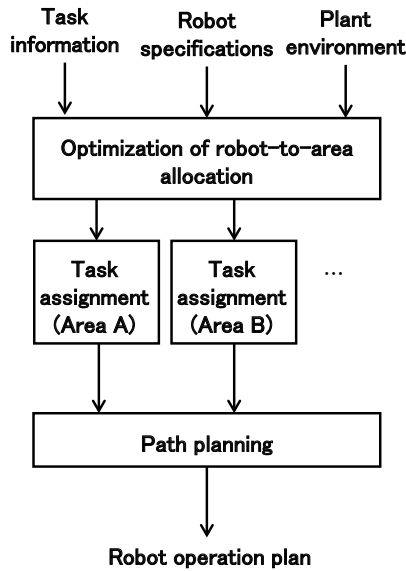 Task
information
Robot
specifications
Plant
environment
Optimization of robot-to-area
allocation
Task
assignment
(Area A)
Task
assignment
(Area B)
...
Path planning
Robot operation plan